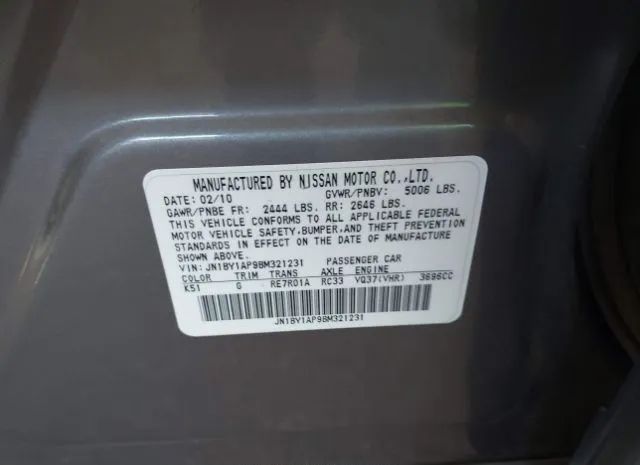 MANUFACTURED BY NISSAN MOTOR CO.,LTD.
DATE: 02/10 GVWR/PNBV: 5006 LBS.
GAWR/PNBE FR: 2444 LBS. RR: 2646 LBS.
THIS VEHICLE CONFORMS TO ALL APPLICABLE FEDERAL
MOTOR VEHICLE SAFETY,BUMPER,AND THEFT PREVENTION
STANDARDS IN EFFECT ON THE DATE OF MANUFACTURE
SHOWN ABOVE.
VIN: JN1BY1AP9BM321231 PASSENGER CAR
COLOR TRIM TRANS AXLE ENGINE
K51 G RE7R01A RC33 VQ37(VHR) 3696CC
JN1BY1AP9BM321231